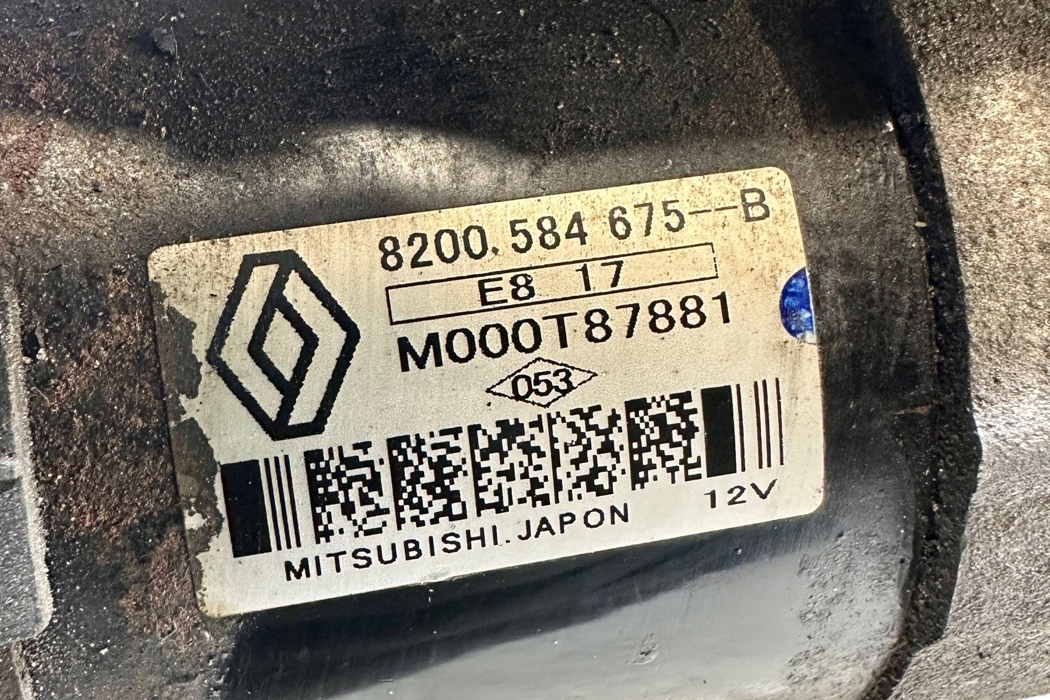 8200.584 675--B
E8 17
M000T87881
053
MITSUBISHI.JAPON 12V